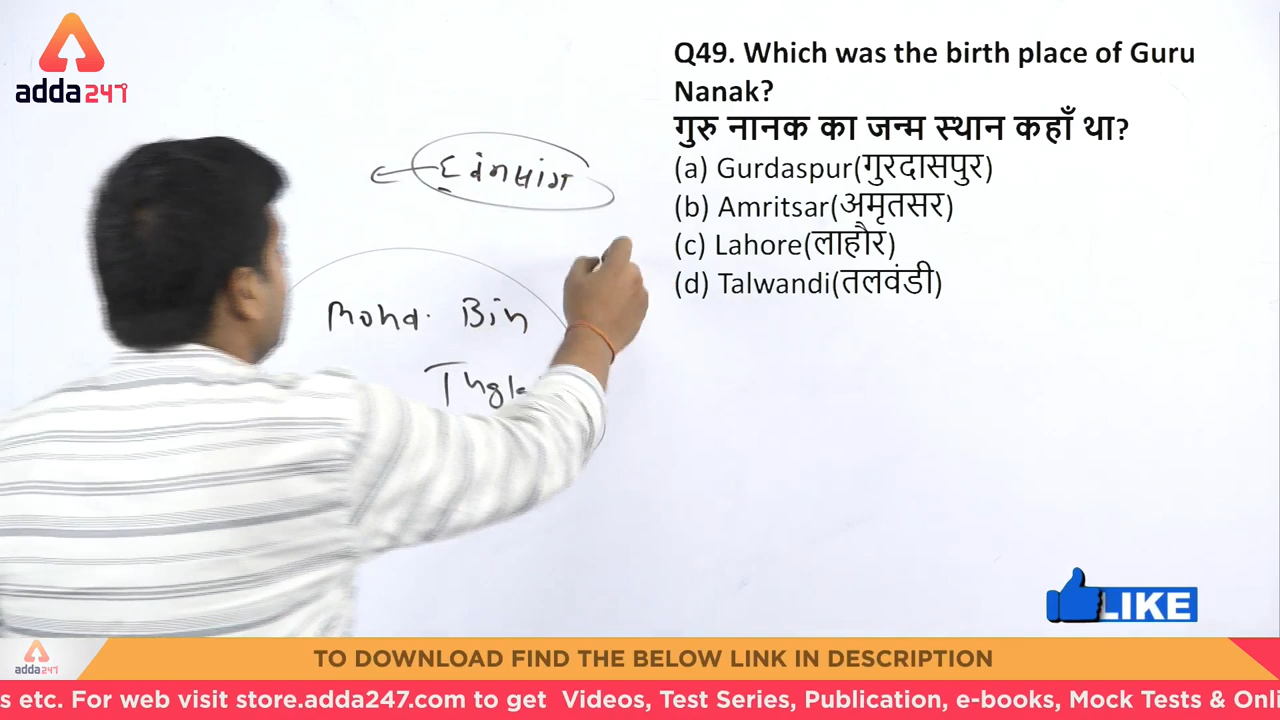 adda247
Q49. Which was the birth place of Guru
Nanak?
गुरु नानक का जन्म स्थान कहाँ था?
(a) Gurdaspur(गुरदासपुर)
(b) Amritsar(अमृतसर)
(c) Lahore(लाहौर)
(d) Talwandi(तलवंडी)
Mohd. Bin
LIKE
adda247
TO DOWNLOAD FIND THE BELOW LINK IN DESCRIPTION
s etc. For web visit store.adda247.com to get Videos, Test Series, Publication, e-books, Mock Tests & Onli